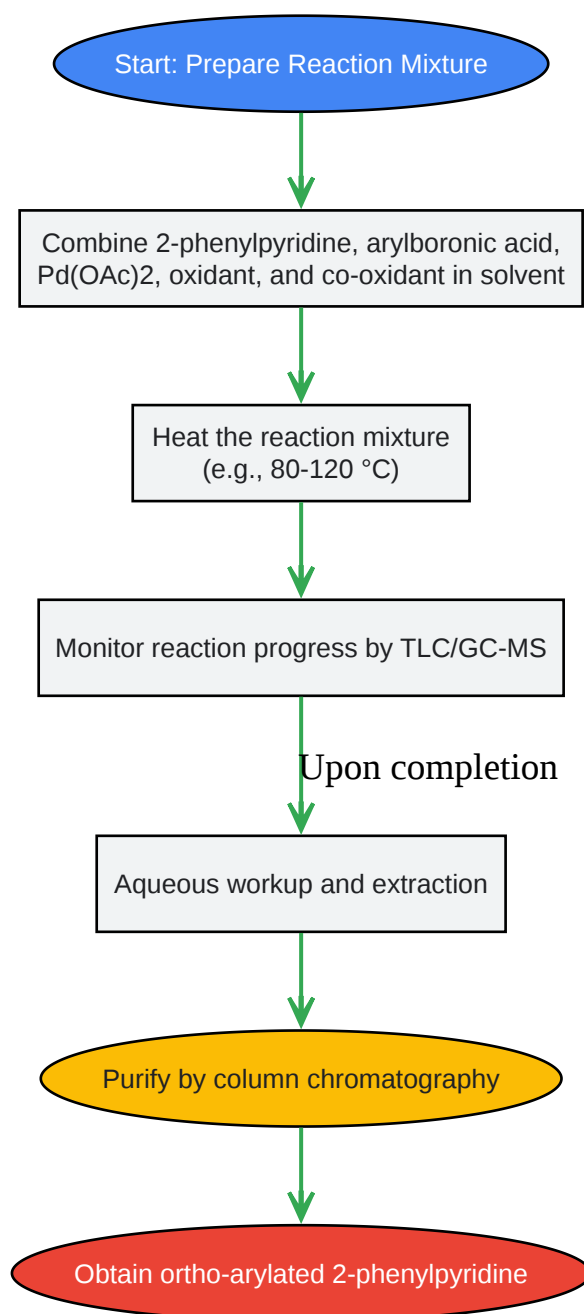 Start: Prepare Reaction Mixture
Combine 2-phenylpyridine, arylboronic acid,
Pd(OAc)2, oxidant, and co-oxidant in solvent
Heat the reaction mixture
(e.g., 80-120 °C)
Monitor reaction progress by TLC/GC-MS
Upon completion
Aqueous workup and extraction
Purify by column chromatography
Obtain ortho-arylated 2-phenylpyridine